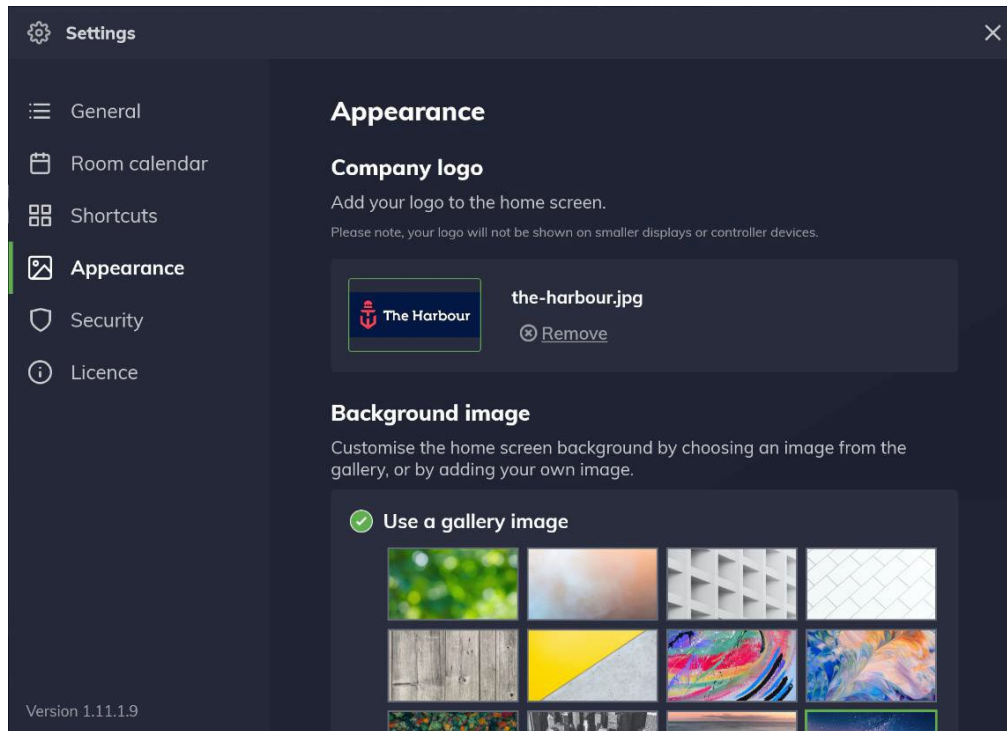 Settings
General
Room calendar
Shortcuts
Appearance
Security
Licence
Version 1.11.1.9
Appearance
Company logo
Add your logo to the home screen.
Please note, your logo will not be shown on smaller displays or controller devices.
The Harbour
the-harbour.jpg
Remove
Background image
Customise the home screen background by choosing an image from the
gallery, or by adding your own image.
Use a gallery image